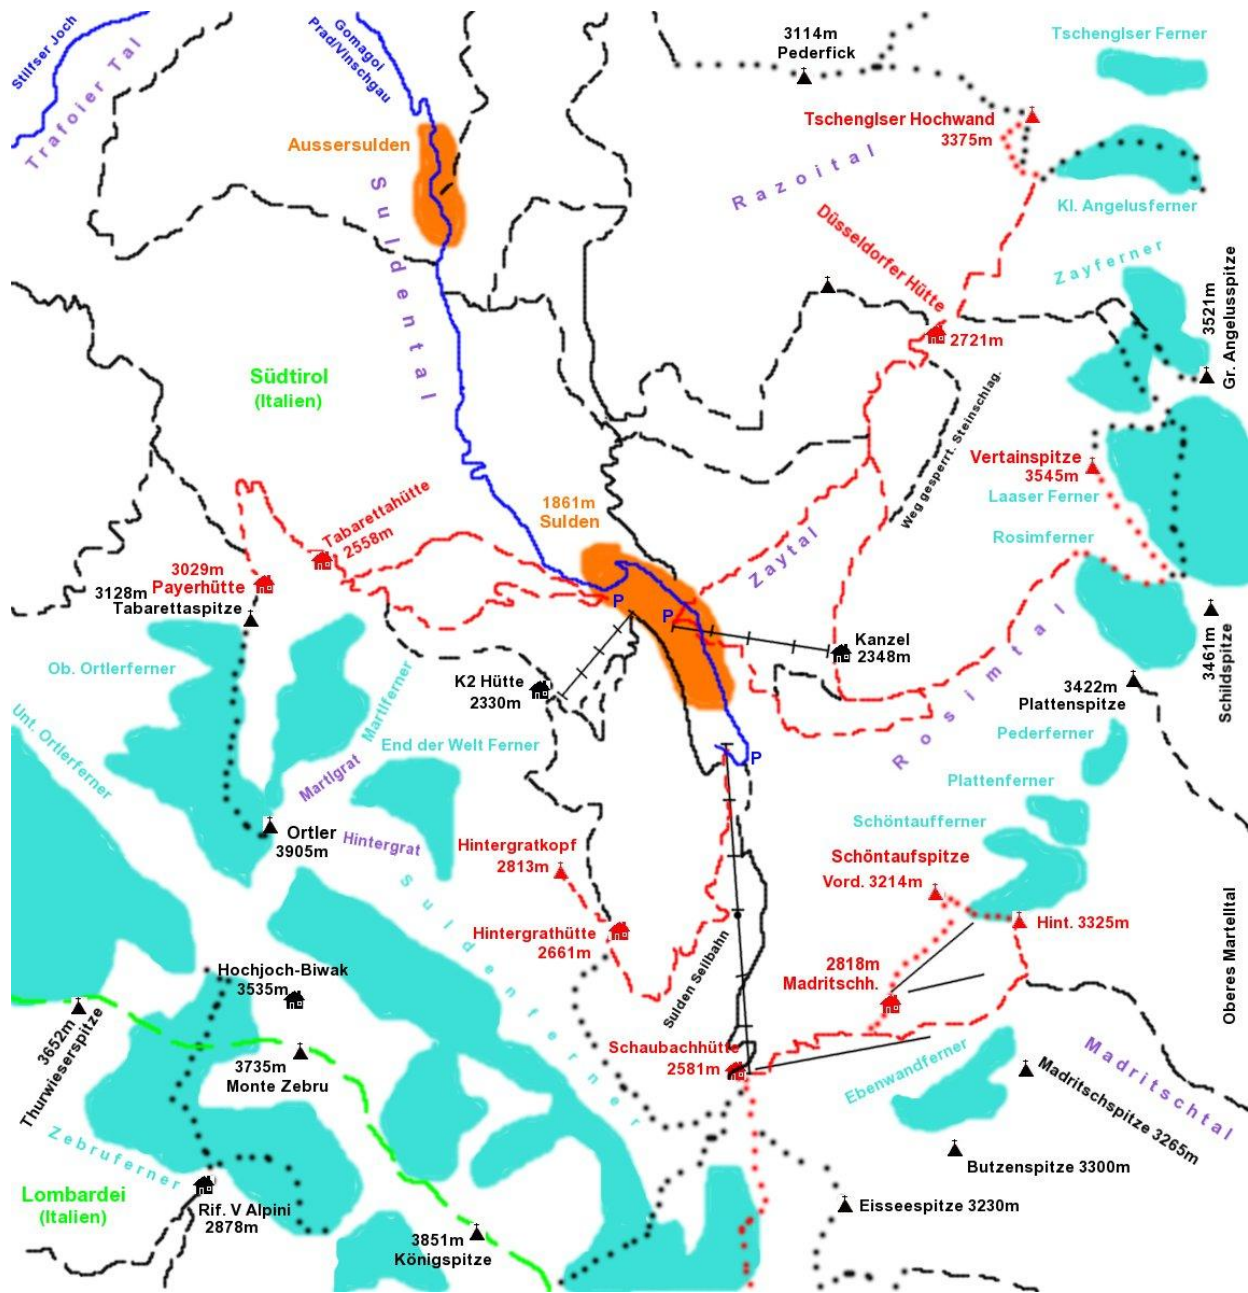 Stilfser Joch
Trafoier Tal
Gomagoi
Prad/Vinschgau
3114m
Pederfick
Tschenglser Ferner
Aussersulden
Tschenglser Hochwand
3375m
Suldental
Razoital
Kl. Angelusferner
Düsseldorfer Hütte
2721m
Zayferner
3521m
Gr. Angelusspitze
Südtirol
(Italien)
Weg gesperrt. Steinschlag.
Vertainspitze
3545m
Laaser Ferner
Rosimferner
Tabarettahütte
2558m
1861m
Sulden
Zaytal
3029m
Payerhütte
3128m
Tabarettaspitze
P
P
Kanzel
2348m
Rosimtal
3461m
Schildspitze
Ob. Ortlerferner
Marltferner
K2 Hütte
2330m
3422m
Plattenspitze
Unt. Ortlerferner
Martlgrat
End der Welt Ferner
P
Pederferner
Plattenferner
Ortler
3905m
Hintergrat
Hintergratkopf
2813m
Schöntaufferner
Schöntaufspitze
Vord. 3214m
Hint. 3325m
Suldenferner
Hintergrathütte
2661m
Sulden Seilbahn
2818m
Madritschh.
Oberes Martelltal
Hochjoch-Biwak
3535m
3652m
Thurwieserspitze
3735m
Monte Zebru
Schaubachhütte
2581m
Ebenwandferner
Madritschspitze 3265m
Madritschtal
Zebruferner
Butzenspitze 3300m
Lombardei
(Italien)
Rif. V Alpini
2878m
Eisseespitze 3230m
3851m
Königspitze